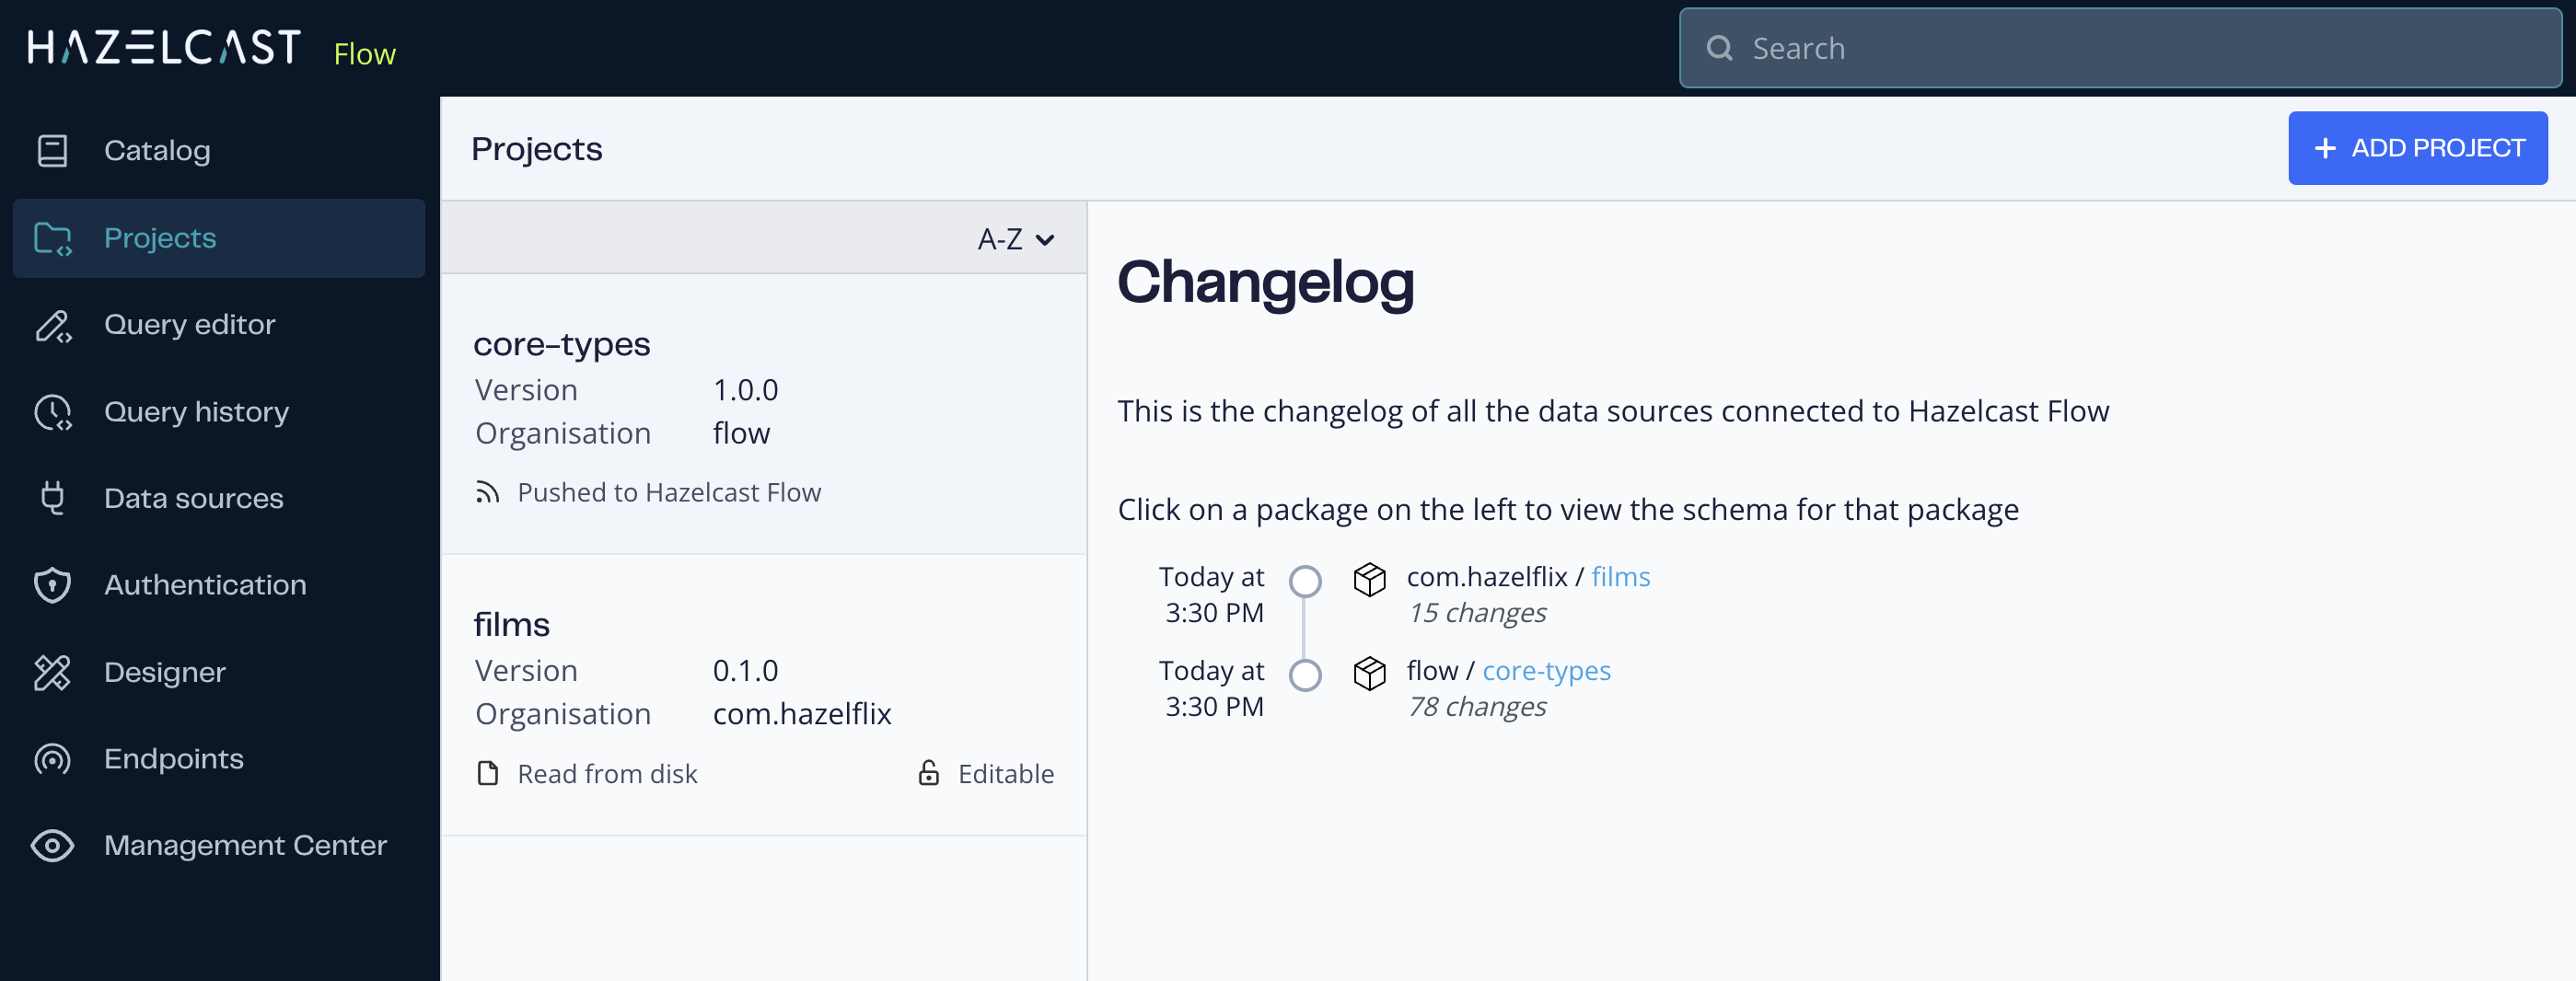 HAZELCAST Flow
Search
Catalog
Projects
Query editor
Query history
Data sources
Authentication
Designer
Endpoints
Management Center
Projects
ADD PROJECT
A-Z
core-types
Version 1.0.0
Organisation flow
Pushed to Hazelcast Flow
films
Version 0.1.0
Organisation com.hazelflix
Read from disk Editable
Changelog
This is the changelog of all the data sources connected to Hazelcast Flow
Click on a package on the left to view the schema for that package
Today at com.hazelflix / films
3:30 PM 15 changes
Today at flow / core-types
3:30 PM 78 changes